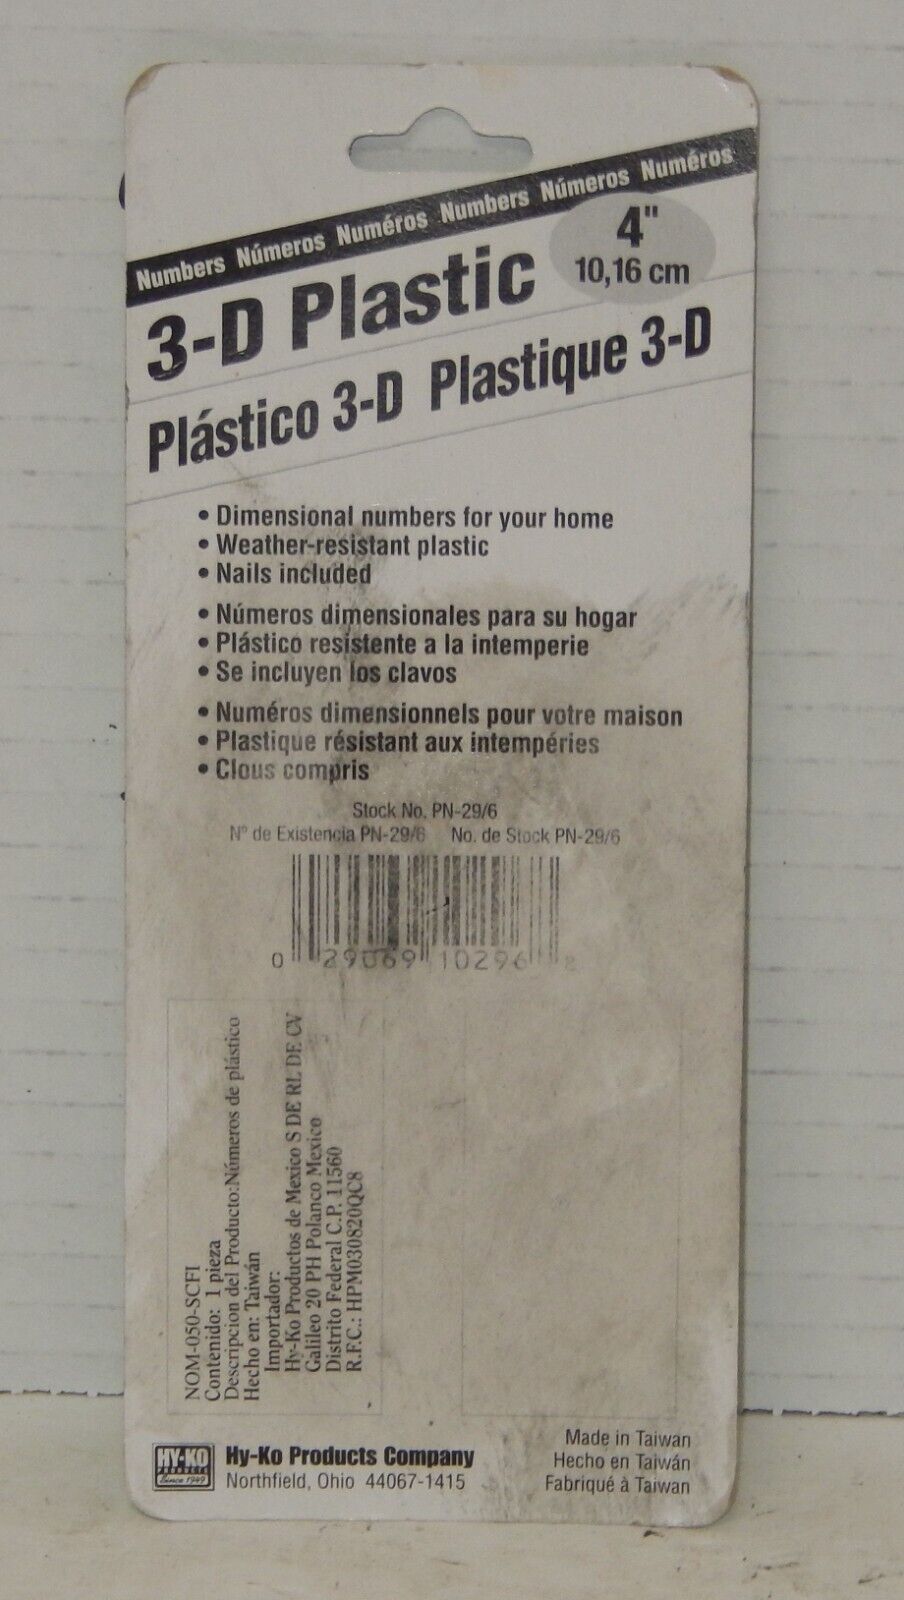 Numbers Números Numéros Numbers Números Numéros
4"
10,16 cm
3-D Plastic
Plástico 3-D Plastique 3-D
• Dimensional numbers for your home
• Weather-resistant plastic
• Nails included
• Números dimensionales para su hogar
• Plástico resistente a la intemperie
• Se incluyen los clavos
• Numéros dimensionnels pour votre maison
• Plastique résistant aux intempéries
• Clous compris
Stock No. PN-29/6
N° de Existencia PN-29/6 No. de Stock PN-29/6
0 29069 10296 8
NOM-050-SCFI
Contenido: 1 pieza
Descripcion del Producto:Números de plástico
Hecho en: Taiwán
Importador:
Hy-Ko Productos de Mexico S DE RL DE CV
Galileo 20 PH Polanco Mexico
Distrito Federal C.P. 11560
R.F.C.: HPM030820QC8
HY-KO
PRODUCTS
Since 1949
Hy-Ko Products Company
Northfield, Ohio 44067-1415
Made in Taiwan
Hecho en Taiwán
Fabriqué à Taiwan